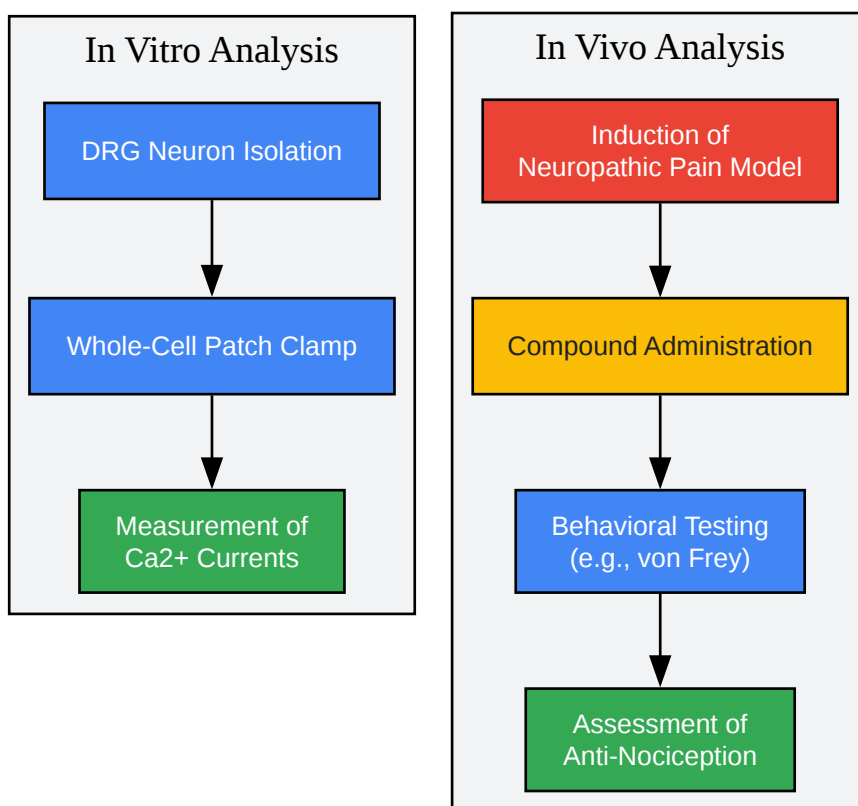 In Vitro Analysis
DRG Neuron Isolation
Whole-Cell Patch Clamp
Measurement of
Ca2+ Currents
In Vivo Analysis
Induction of
Neuropathic Pain Model
Compound Administration
Behavioral Testing
(e.g., von Frey)
Assessment of
Anti-Nociception